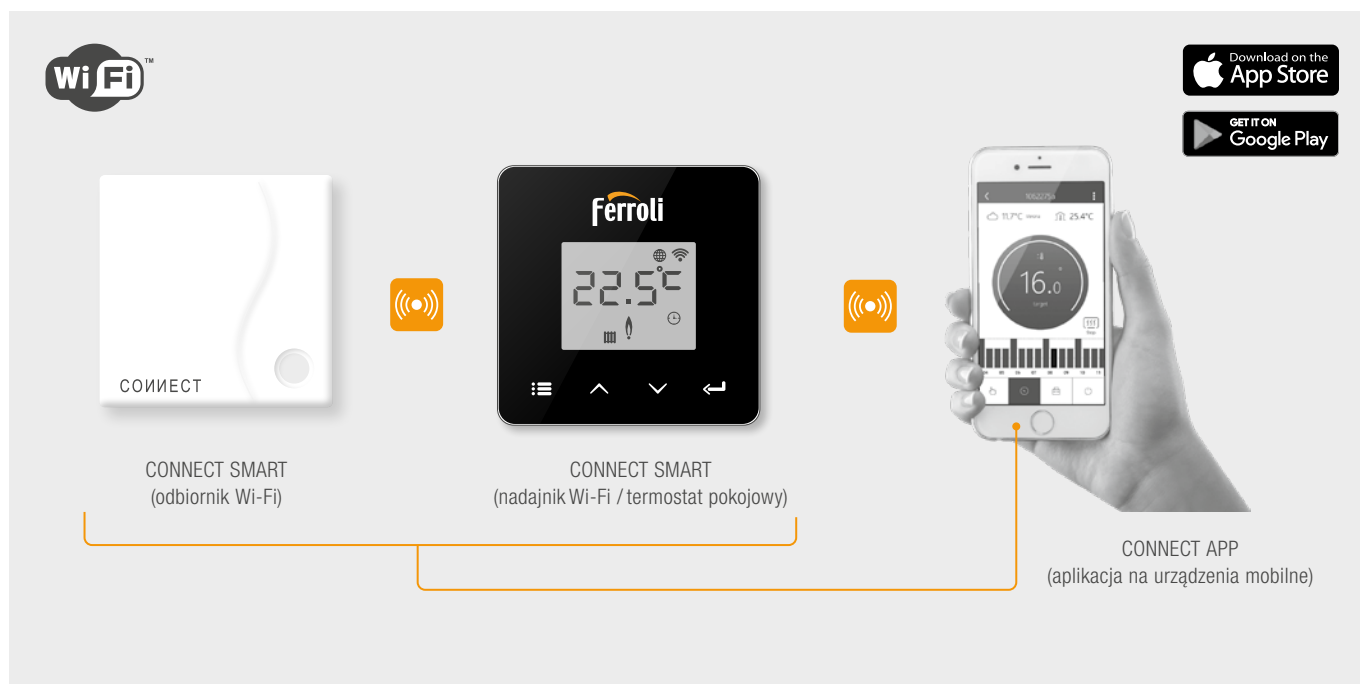 Wi Fi™
Download on the
App Store
GET IT ON
Google Play
CONNECT
Ferroli
22.5°C
11.7°C
25.4°C
16.0
CONNECT SMART
(odbiornik Wi-Fi)
CONNECT SMART
(nadajnik Wi-Fi / termostat pokojowy)
CONNECT APP
(aplikacja na urządzenia mobilne)